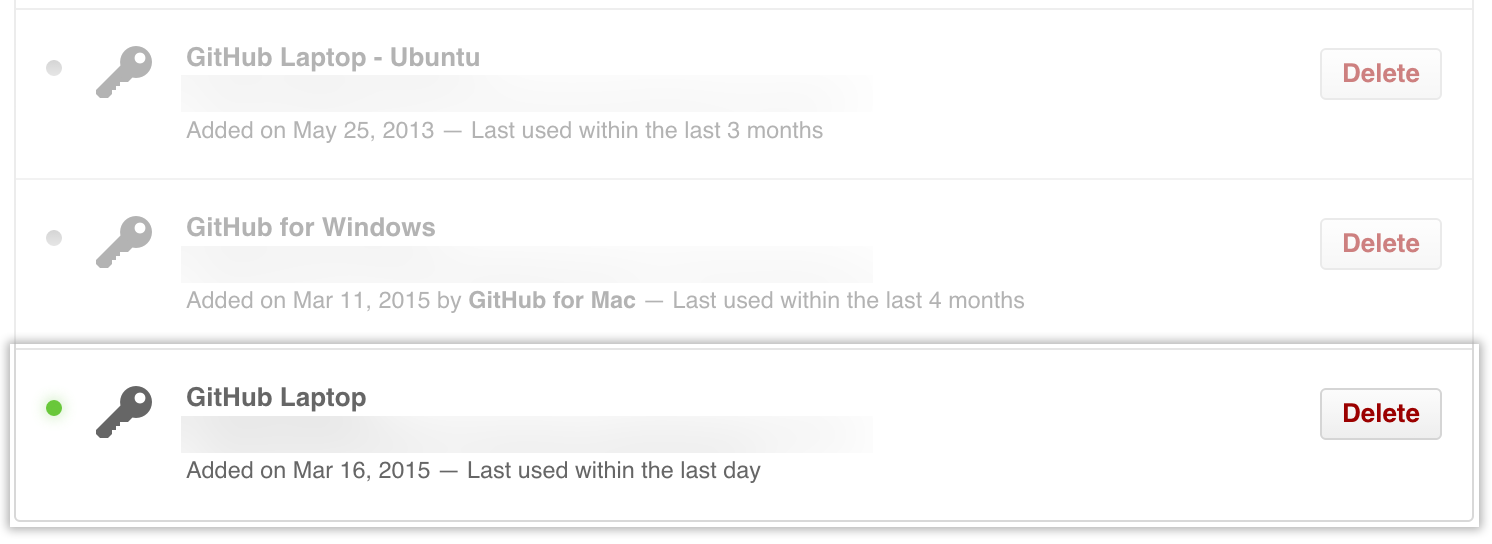 GitHub Laptop - Ubuntu
Delete
Added on May 25, 2013 — Last used within the last 3 months
GitHub for Windows
Delete
Added on Mar 11, 2015 by GitHub for Mac — Last used within the last 4 months
GitHub Laptop
Delete
Added on Mar 16, 2015 — Last used within the last day